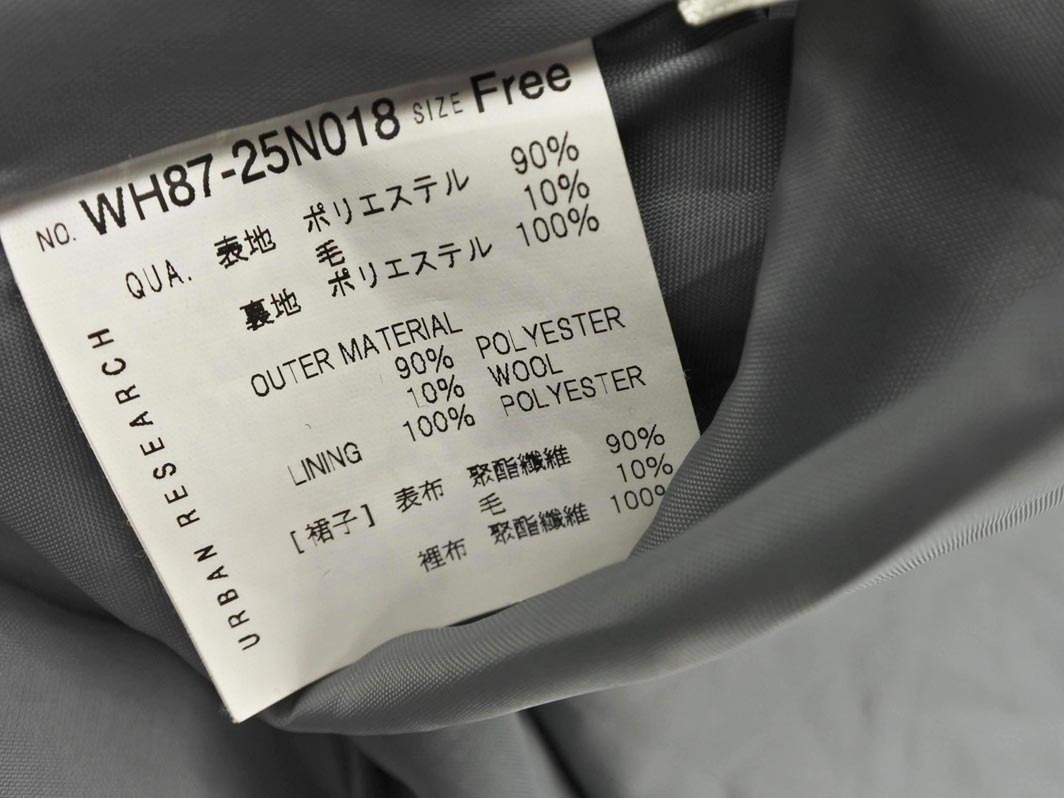 NO. WH87-25N018 SIZE Free
QUA. 表地 ポリエステル 90%
毛 10%
裏地 ポリエステル 100%
OUTER MATERIAL
90% POLYESTER
10% WOOL
LINING 100% POLYESTER
[裙子] 表布 聚酯纖維 90%
毛 10%
裡布 聚酯纖維 100%
URBAN RESEARCH